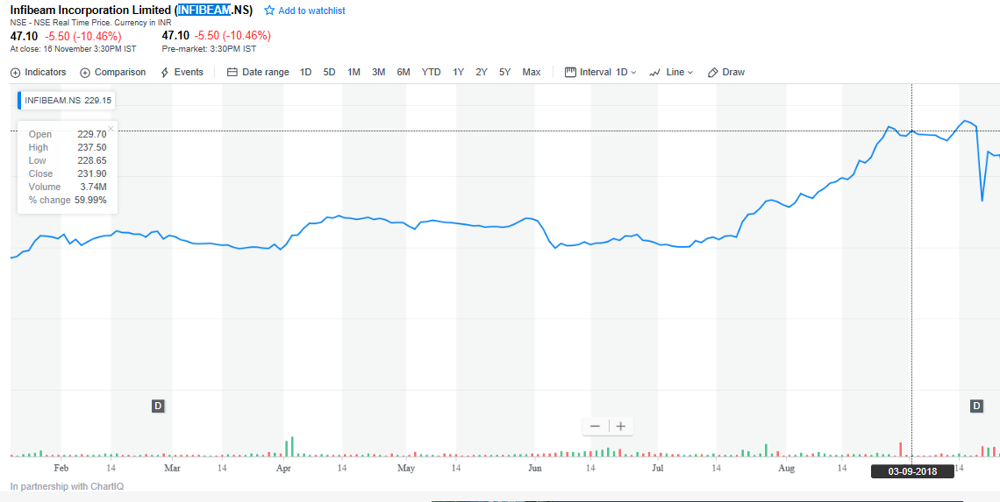 Infibeam Incorporation Limited (INFIBEAM.NS) Add to watchlist
NSE - NSE Real Time Price. Currency in INR
47.10 -5.50 (-10.46%) 47.10 -5.50 (-10.46%)
At close: 16 November 3:30PM IST Pre-market: 3:30PM IST
Indicators Comparison Events Date range 1D 5D 1M 3M 6M YTD 1Y 2Y 5Y Max Interval 1D Line Draw
INFIBEAM.NS 229.15
Open 229.70
High 237.50
Low 228.65
Close 231.90
Volume 3.74M
% change 59.99%
D D
Feb 14 Mar 14 Apr 14 May 14 Jun 14 Jul 14 Aug 14 03-09-2018 14
In partnership with ChartIQ